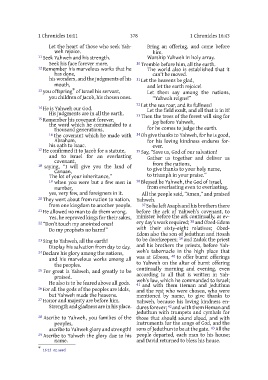 1 Chronicles 16:11
378
1 Chronicles 16:41
Let the heart of those who seek Yah-
weh rejoice.
11 Seek Yahweh and his strength.
Seek his face forever more.
12 Remember his marvelous works that he
has done,
his wonders, and the judgments of his
mouth,
13 you offspring of Israel his servant,
you children of Jacob, his chosen ones.
14 He is Yahweh our God.
His judgments are in all the earth.
15 Remember his covenant forever,
the word which he commanded to a
thousand generations,
16 the covenant which he made with
Abraham,
his oath to Isaac.
17 He confirmed it to Jacob for a statute,
and to Israel for an everlasting
covenant,
18 saying, “I will give you the land of
Canaan,
The lot of your inheritance,”
19 when you were but a few men in
number,
yes, very few, and foreigners in it.
20 They went about from nation to nation,
from one kingdom to another people.
21 He allowed no man to do them wrong.
Yes, he reproved kings for their sakes,
22 “Don’t touch my anointed ones!
Do my prophets no harm!”
23 Sing to Yahweh, all the earth!
Display his salvation from day to day.
24 Declare his glory among the nations,
and his marvelous works among all
the peoples.
25 For great is Yahweh, and greatly to be
praised.
He also is to be feared above all gods.
26 For all the gods of the peoples are idols,
but Yahweh made the heavens.
27 Honor and majesty are before him.
Strength and gladness are in his place.
28 Ascribe to Yahweh, you families of the
peoples,
ascribe to Yahweh glory and strength!
29 Ascribe to Yahweh the glory due to his
name.
Bring an offering, and come before
him.
Worship Yahweh in holy array.
30 Tremble before him, all the earth.
The world also is established that it
can’t be moved.
31 Let the heavens be glad,
and let the earth rejoice!
Let them say among the nations,
“Yahweh reigns!”
32 Let the sea roar, and its fullness!
Let the field exult, and all that is in it!
33 Then the trees of the forest will sing for
joy before Yahweh,
for he comes to judge the earth.
34 Oh give thanks to Yahweh, for he is good,
for his loving kindness endures for-
ever.
35 Say, “Save us, God of our salvation!
Gather us together and deliver us
from the nations,
to give thanks to your holy name,
to triumph in your praise.”
36 Blessed be Yahweh, the God of Israel,
from everlasting even to everlasting.
All the people said, “Amen,” and praised
Yahweh.
37 So he left Asaph and his brothers there
before the ark of Yahweh’s covenant, to
minister before the ark continually, as ev-
ery day’s work required; 38 and Obed-Edom
with their sixty-eight relatives; Obed-
Edom also the son of Jeduthun and Hosah
to be doorkeepers; 39 and Zadok the priest
and his brothers the priests, before Yah-
weh’s tabernacle in the high place that
was at Gibeon, 40 to offer burnt offerings
to Yahweh on the altar of burnt offering
continually morning and evening, even
according to all that is written in Yah-
weh’s law, which he commanded to Israel;
41 and with them Heman and Jeduthun
and the rest who were chosen, who were
mentioned by name, to give thanks to
Yahweh, because his loving kindness en-
dures forever; 42 and with them Heman and
Jeduthun with trumpets and cymbals for
those that should sound aloud, and with
instruments for the songs of God, and the
sons of Jeduthun to be at the gate. 43 All the
people departed, each man to his house;
and David returned to bless his house.